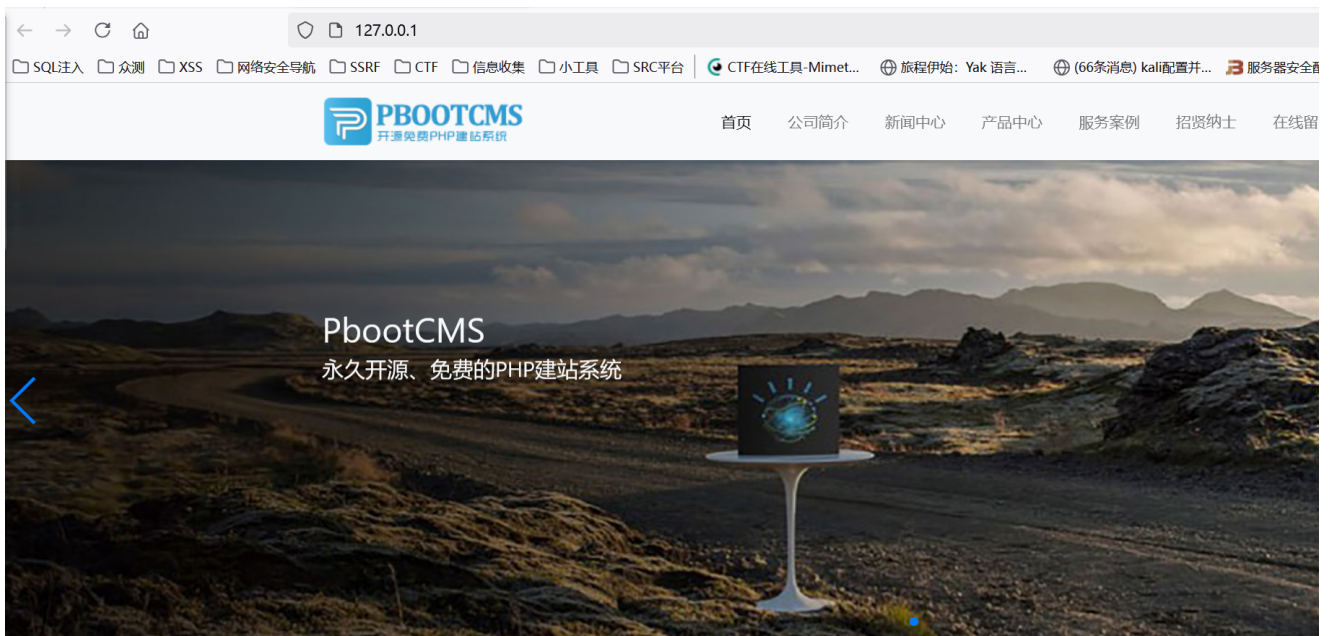 127.0.0.1
SQL注入 众测 XSS 网络安全导航 SSRF CTF 信息收集 小工具 SRC平台 CTF在线工具-Mimet... 旅程伊始：Yak 语言... (66条消息) kali配置并... 服务器安全配
PBOOTCMS
开源免费PHP建站系统
首页 公司简介 新闻中心 产品中心 服务案例 招贤纳士 在线留
PbootCMS
永久开源、免费的PHP建站系统